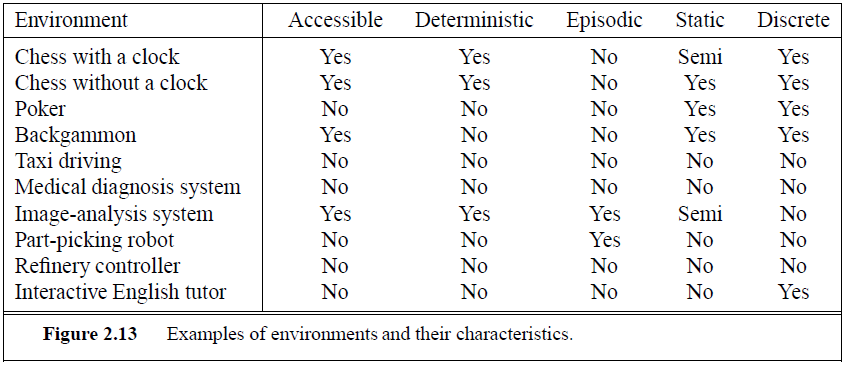 Environment Accessible Deterministic Episodic Static Discrete
Chess with a clock Yes Yes No Semi Yes
Chess without a clock Yes Yes No Yes Yes
Poker No No No Yes Yes
Backgammon Yes No No Yes Yes
Taxi driving No No No No No
Medical diagnosis system No No No No No
Image-analysis system Yes Yes Yes Semi No
Part-picking robot No No Yes No No
Refinery controller No No No No No
Interactive English tutor No No No No Yes
Figure 2.13 Examples of environments and their characteristics.